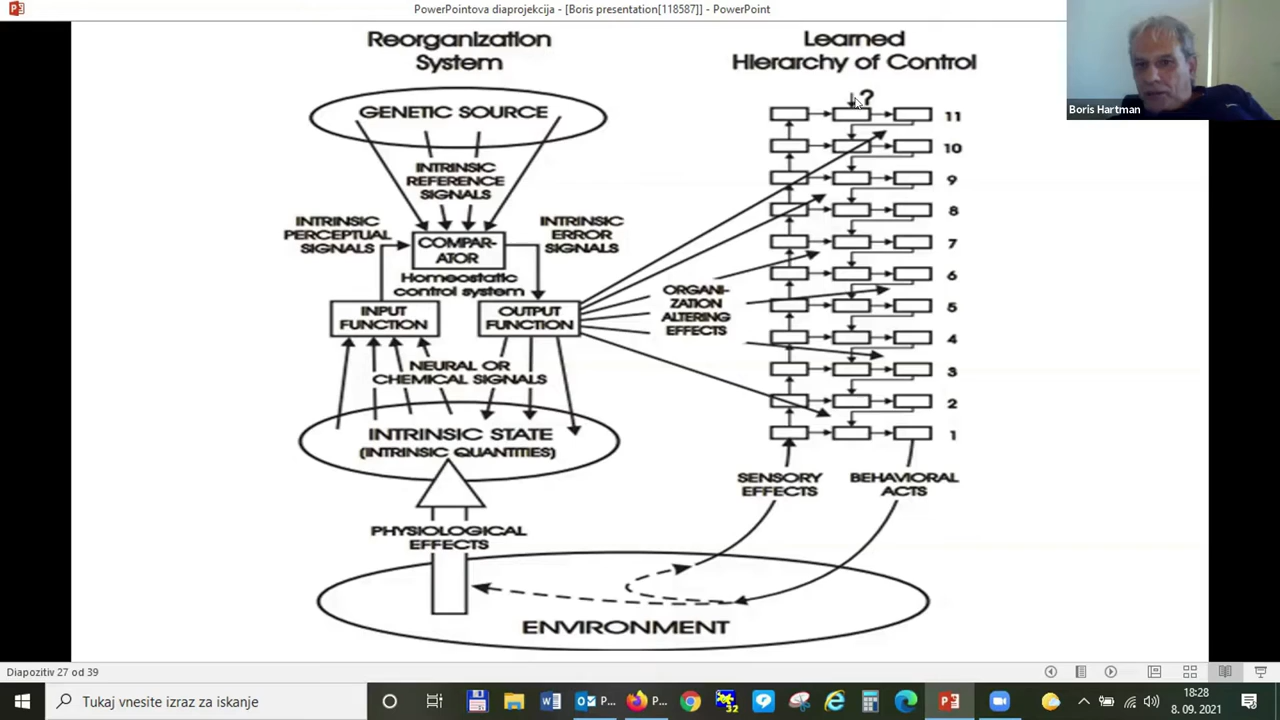 PowerPointova diaprojekcija - [Boris presentation[118587]] - PowerPoint
Boris Hartman
Reorganization
System
GENETIC SOURCE
INTRINSIC
REFERENCE
SIGNALS
INTRINSIC
PERCEPTUAL
SIGNALS
INTRINSIC
ERROR
SIGNALS
COMPAR-
ATOR
Homeostatic
control system
INPUT
FUNCTION
OUTPUT
FUNCTION
NEURAL OR
CHEMICAL SIGNALS
INTRINSIC STATE
(INTRINSIC QUANTITIES)
PHYSIOLOGICAL
EFFECTS
Learned
Hierarchy of Control
?
11
10
9
8
7
6
5
4
3
2
1
ORGANI-
ZATION
ALTERING
EFFECTS
SENSORY
EFFECTS
BEHAVIORAL
ACTS
ENVIRONMENT
Diapozitiv 27 od 39
Tukaj vnesite izraz za iskanje
32
P...
P...
18:28
8. 09. 2021